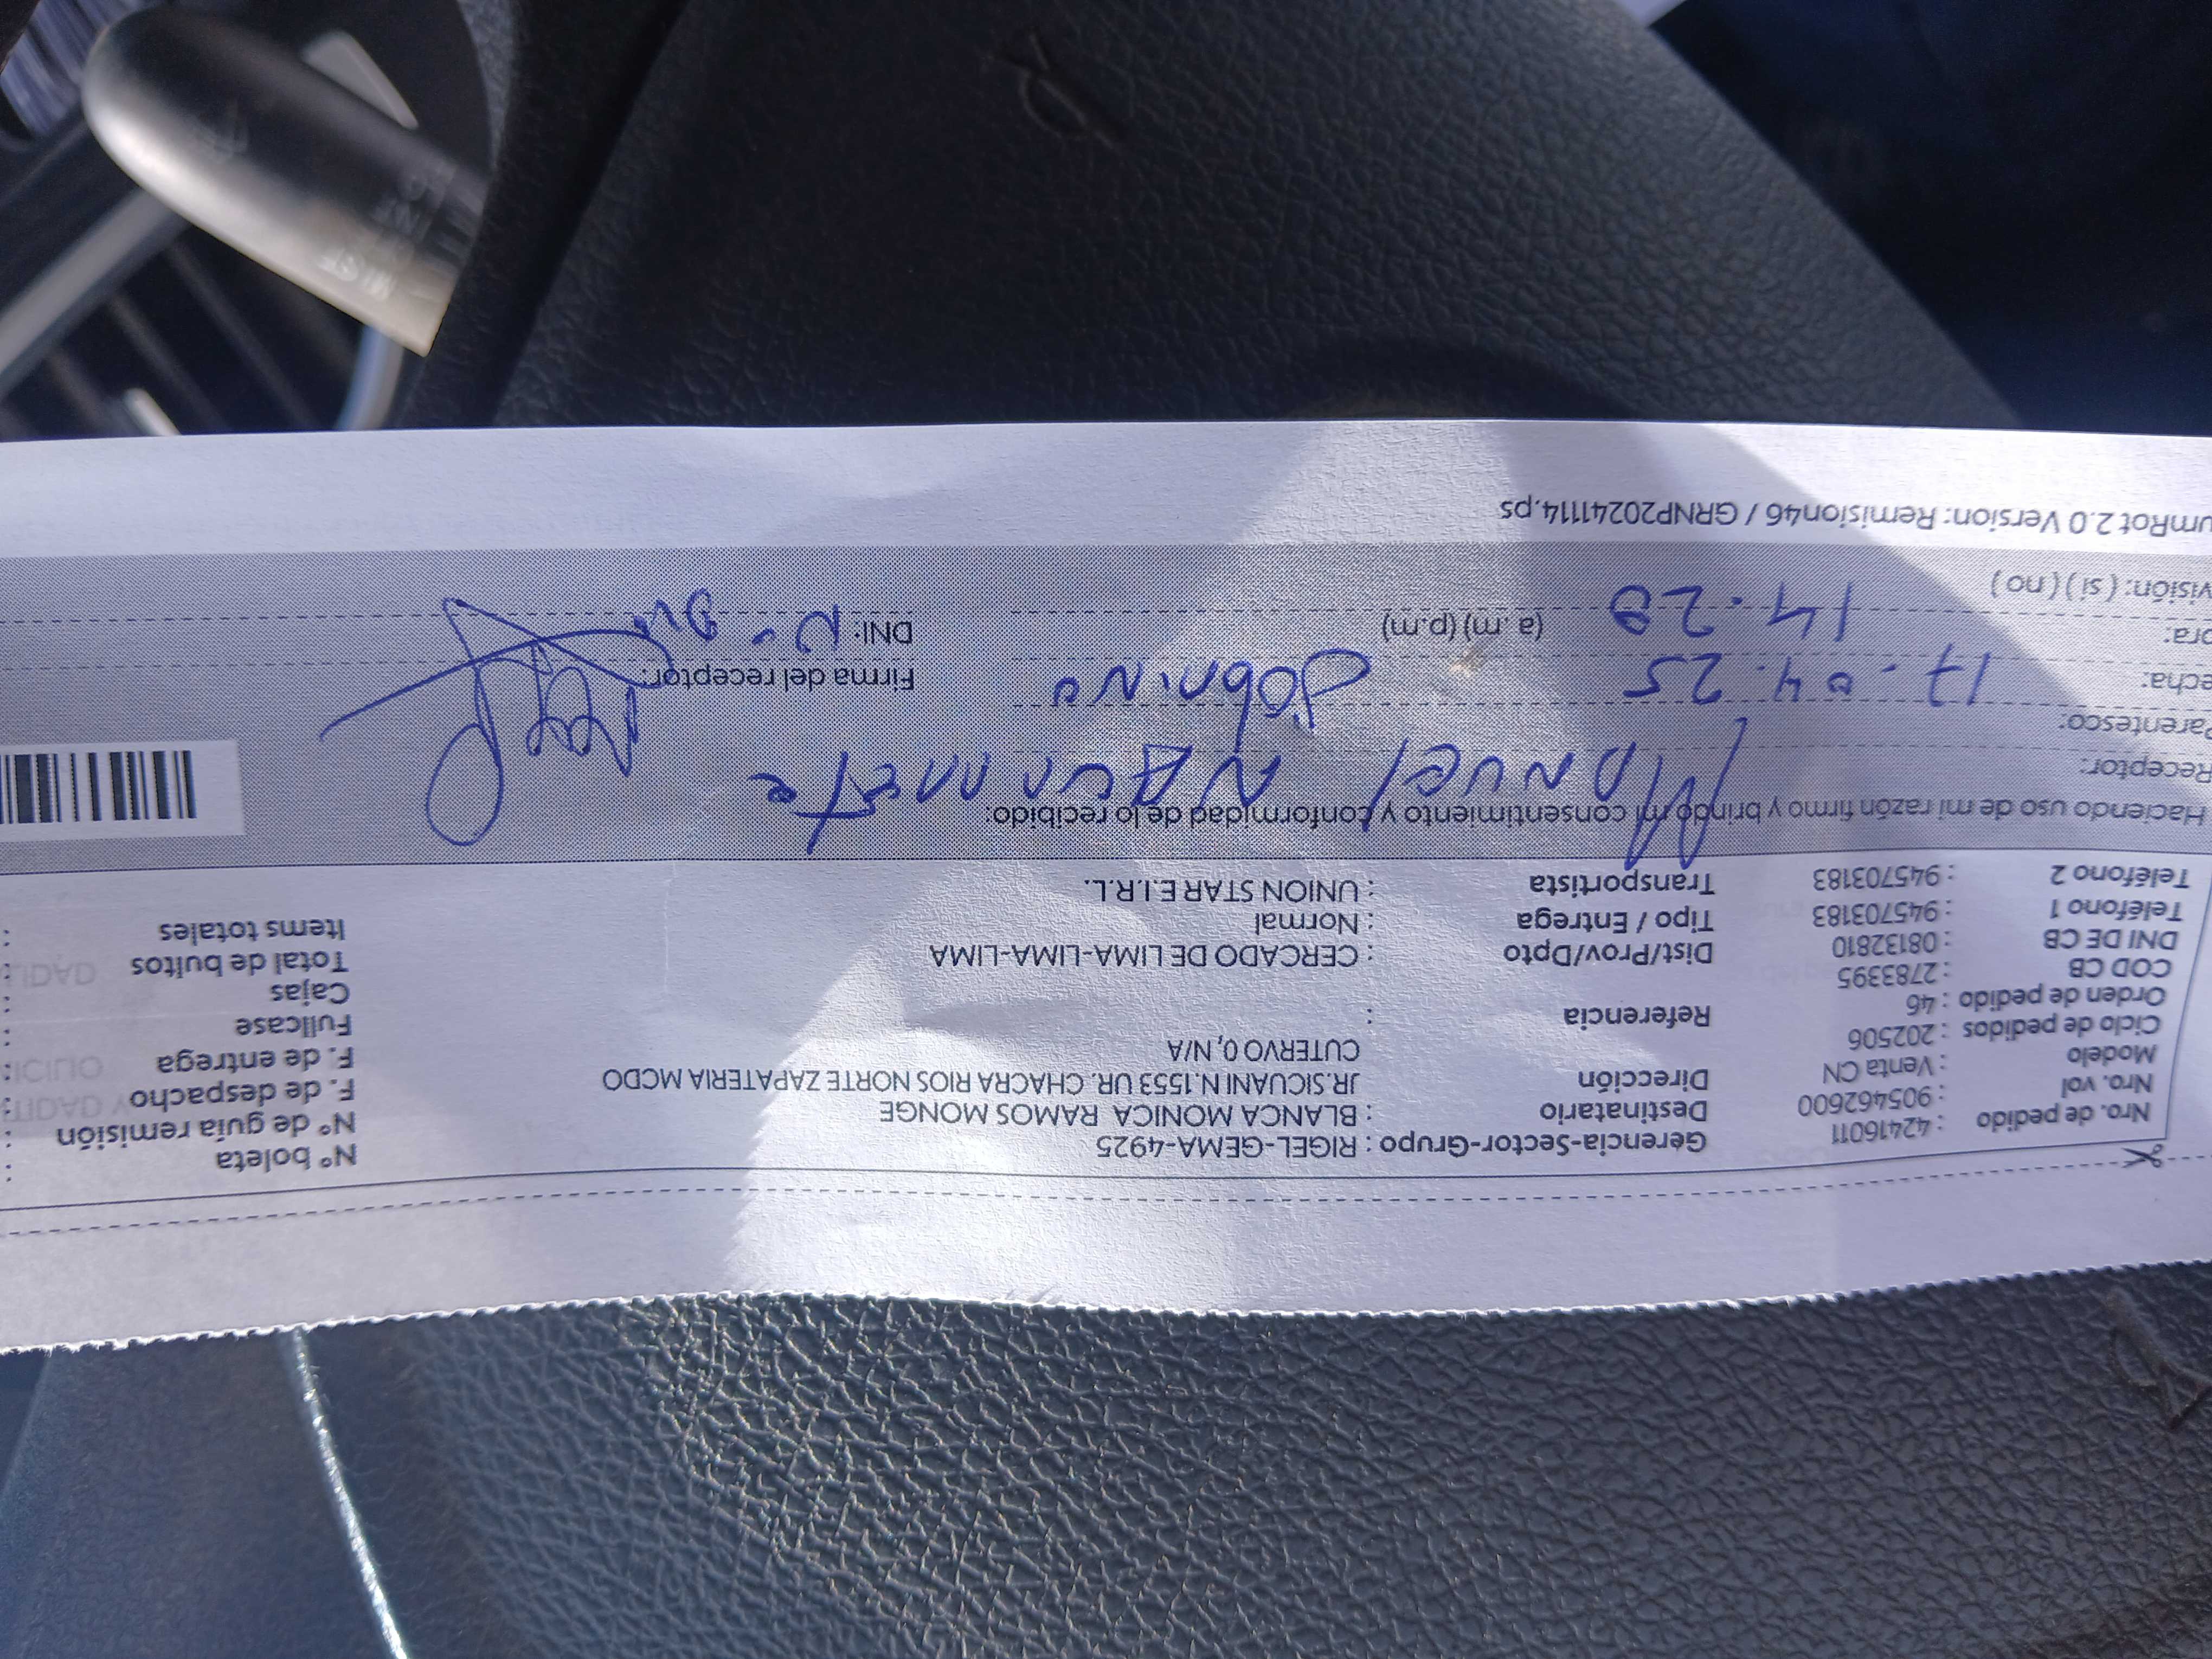 Nro. de pedido : 42416011
Nro. vol : 905462600
Modelo : Venta CN
Ciclo de pedidos : 202506
Orden de pedido : 46
COD CB : 2783395
DNI DE CB : 08132810
Teléfono 1 : 945703183
Teléfono 2 : 945703183
Gerencia-Sector-Grupo : RIGEL-GEMA-4925
Destinatario : BLANCA MONICA RAMOS MONGE
Dirección JR.SICUANI N.1553 UR. CHACRA RIOS NORTE ZAPATERIA MCDO
CUTERVO 0, N/A
Referencia :
Dist/Prov/Dpto : CERCADO DE LIMA-LIMA-LIMA
Tipo / Entrega : Normal
Transportista : UNION STAR E.I.R.L.
N° boleta :
N° de guía remisión :
F. de despacho :
F. de entrega :
Fullcase :
Cajas :
Total de bultos :
Items totales :
Haciendo uso de mi razón firmo y brindo mi consentimiento y conformidad de lo recibido:
Receptor: Manuel
Parentesco: Sobrino
echa: 17.04.25
Firma del receptor:
ora: 14.28 (a.m) (p.m)
DNI:
visión: ( si ) ( no )
umRot 2.0 Version: Remision46 / GRNP20241114.ps
MIST
INT
LO